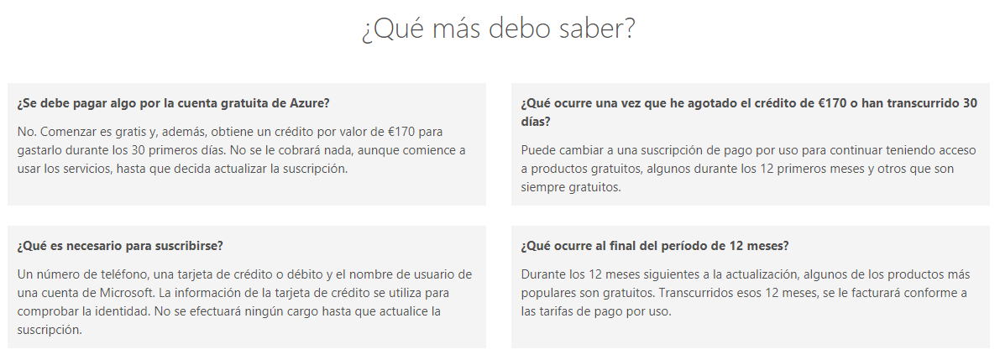 ¿Qué más debo saber?
¿Se debe pagar algo por la cuenta gratuita de Azure?
No. Comenzar es gratis y, además, obtiene un crédito por valor de €170 para
gastarlo durante los 30 primeros días. No se le cobrará nada, aunque comience a
usar los servicios, hasta que decida actualizar la suscripción.
¿Qué ocurre una vez que he agotado el crédito de €170 o han transcurrido 30
días?
Puede cambiar a una suscripción de pago por uso para continuar teniendo acceso
a productos gratuitos, algunos durante los 12 primeros meses y otros que son
siempre gratuitos.
¿Qué es necesario para suscribirse?
Un número de teléfono, una tarjeta de crédito o débito y el nombre de usuario de
una cuenta de Microsoft. La información de la tarjeta de crédito se utiliza para
comprobar la identidad. No se efectuará ningún cargo hasta que actualice la
suscripción.
¿Qué ocurre al final del período de 12 meses?
Durante los 12 meses siguientes a la actualización, algunos de los productos más
populares son gratuitos. Transcurridos esos 12 meses, se le facturará conforme a
las tarifas de pago por uso.